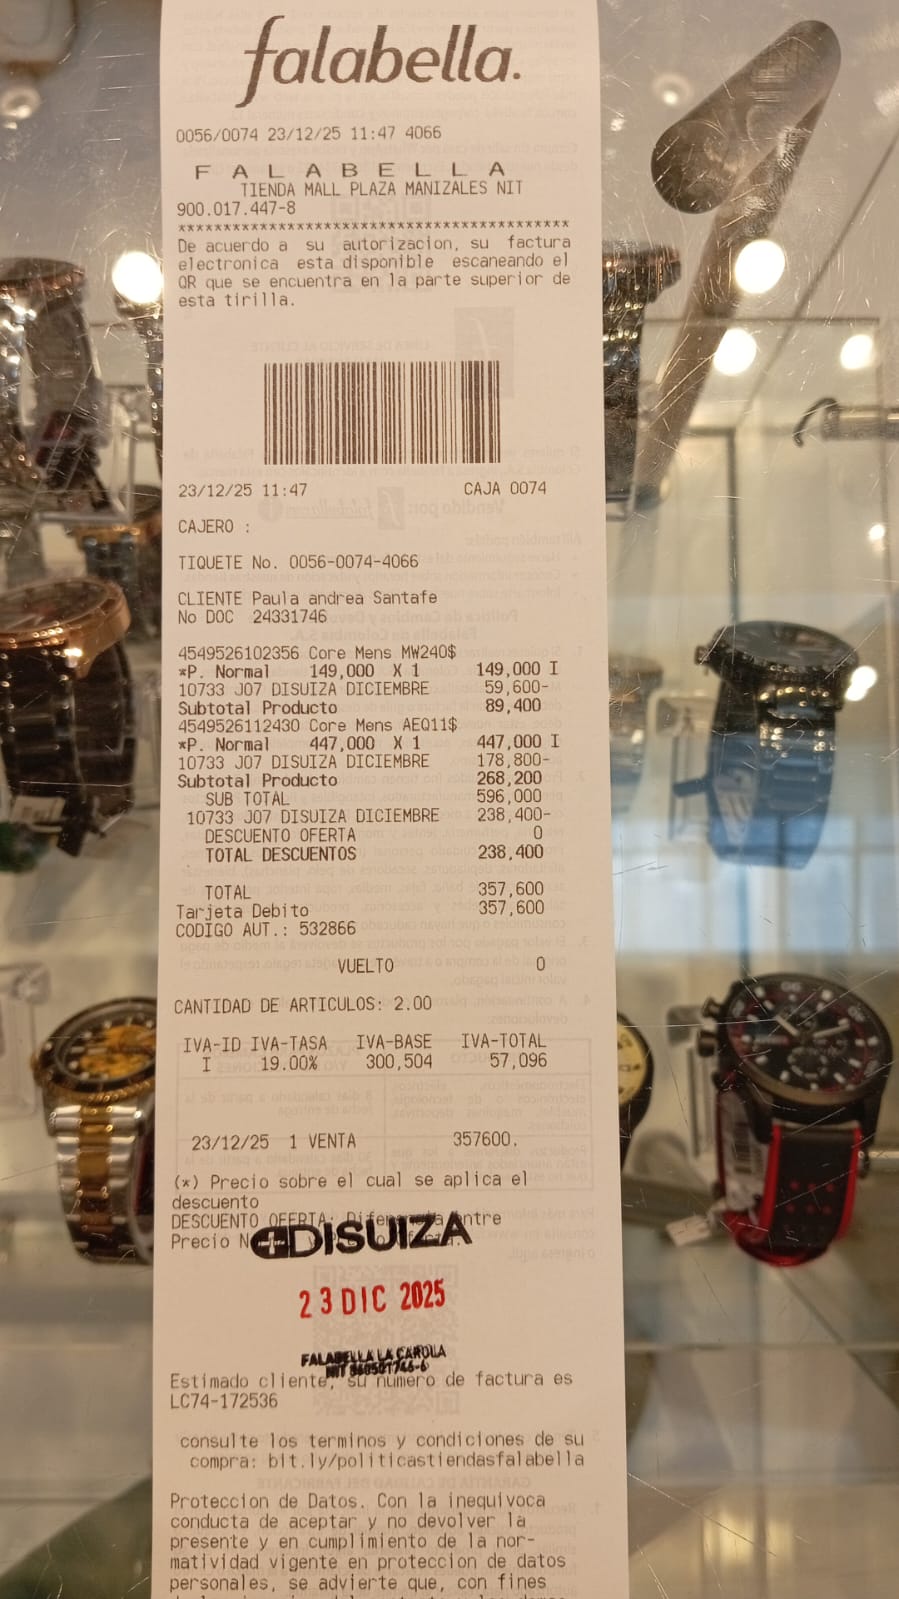 falabella.
0056/0074 23/12/25 11:47 4066
F A L A B E L L A
TIENDA MALL PLAZA MANIZALES NIT
900.017.447-8
*******************************************
De acuerdo a su autorizacion, su factura
electronica esta disponible escaneando el
QR que se encuentra en la parte superior de
esta tirilla.
23/12/25 11:47 CAJA 0074
CAJERO :
TIQUETE No. 0056-0074-4066
CLIENTE Paula andrea Santafe
No DOC 24331746
4549526102356 Core Mens MW240$
*P. Normal 149,000 X 1 149,000 I
10733 J07 DISUIZA DICIEMBRE 59,600-
Subtotal Producto 89,400
4549526112430 Core Mens AEQ11$
*P. Normal 447,000 X 1 447,000 I
10733 J07 DISUIZA DICIEMBRE 178,800-
Subtotal Producto 268,200
SUB TOTAL 596,000
10733 J07 DISUIZA DICIEMBRE 238,400-
DESCUENTO OFERTA 0
TOTAL DESCUENTOS 238,400
TOTAL 357,600
Tarjeta Debito 357,600
CODIGO AUT.: 532866
VUELTO 0
CANTIDAD DE ARTICULOS: 2.00
IVA-ID IVA-TASA IVA-BASE IVA-TOTAL
I 19.00% 300,504 57,096
23/12/25 1 VENTA 357600.
(*) Precio sobre el cual se aplica el
descuento
DESCUENTO OFERTA: Diferencia entre
Precio
DISUIZA
23 DIC 2025
FALABELLA LA CAROLA
NIT
Estimado cliente, su numero de factura es
LC74-172536
consulte los terminos y condiciones de su
compra: bit.ly/politicastiendasfalabella
Proteccion de Datos. Con la inequivoca
conducta de aceptar y no devolver la
presente y en cumplimiento de la nor-
matividad vigente en proteccion de datos
personales, se advierte que, con fines